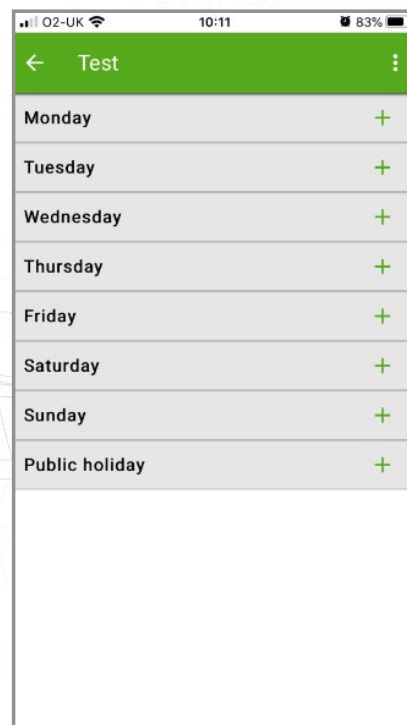 O2-UK 10:11 83%
Test
Monday
Tuesday
Wednesday
Thursday
Friday
Saturday
Sunday
Public holiday